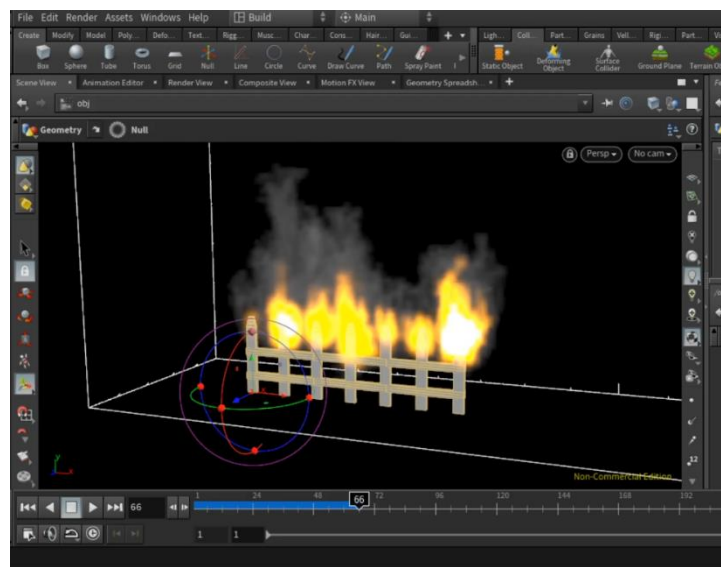 File Edit Render Assets Windows Help Build Main
Create Modify Model Poly... Defo... Text... Rigg... Musc... Char... Cons... Hair... Gui... + Ligh... Coll... Part... Grains Vell... Rigi... Part...
Box Sphere Tube Torus Grid Null Line Circle Curve Draw Curve Path Spray Paint Static Object Deforming Object Surface Collider Ground Plane Terrain
Scene View Animation Editor Render View Composite View Motion FX View Geometry Spreadsh... +
obj
Geometry Null
Persp No cam
12
Non-Commercial Edition
66 1 24 48 66 72 96 120 144 168 192
1 1